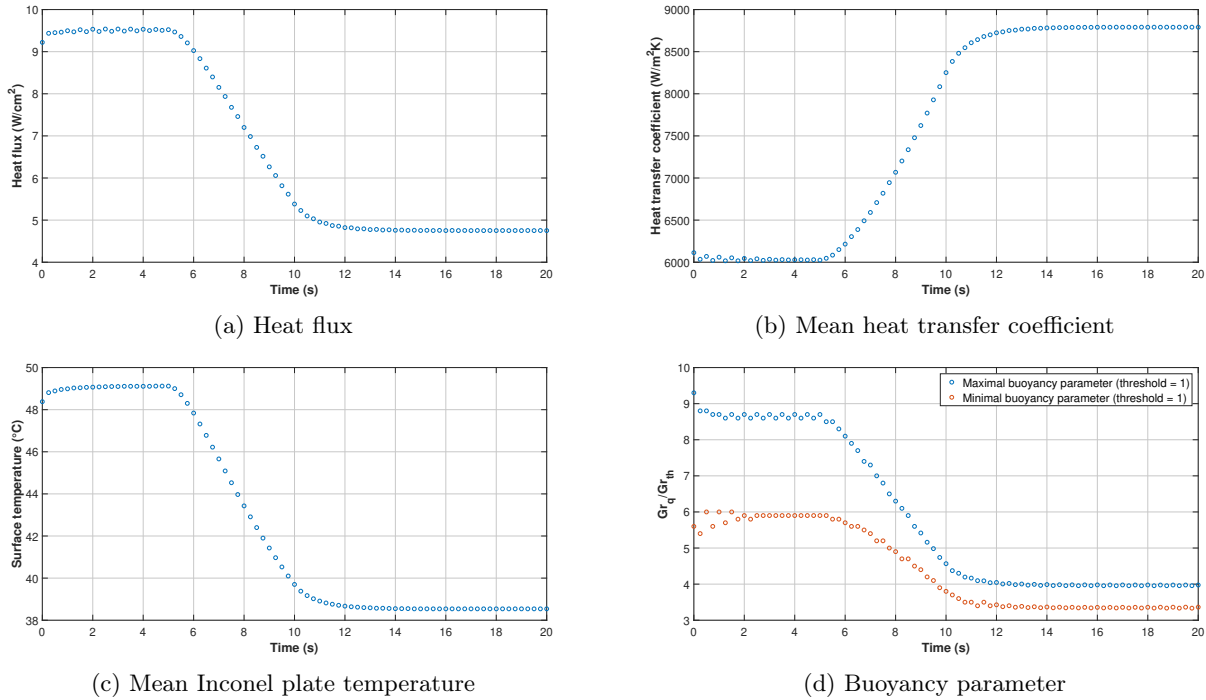 10
9
8
7
6
5
4
Heat flux (W/cm²)
0 2 4 6 8 10 12 14 16 18 20
Time (s)
(a) Heat flux
9000
8500
8000
7500
7000
6500
6000
Heat transfer coefficient (W/m²K)
0 2 4 6 8 10 12 14 16 18 20
Time (s)
(b) Mean heat transfer coefficient
50
48
46
44
42
40
38
Surface temperature (°C)
0 2 4 6 8 10 12 14 16 18 20
Time (s)
(c) Mean Inconel plate temperature
10
9
8
7
6
5
4
3
Gr_q/Gr_th
Maximal buoyancy parameter (threshold = 1)
Minimal buoyancy parameter (threshold = 1)
0 2 4 6 8 10 12 14 16 18 20
Time (s)
(d) Buoyancy parameter